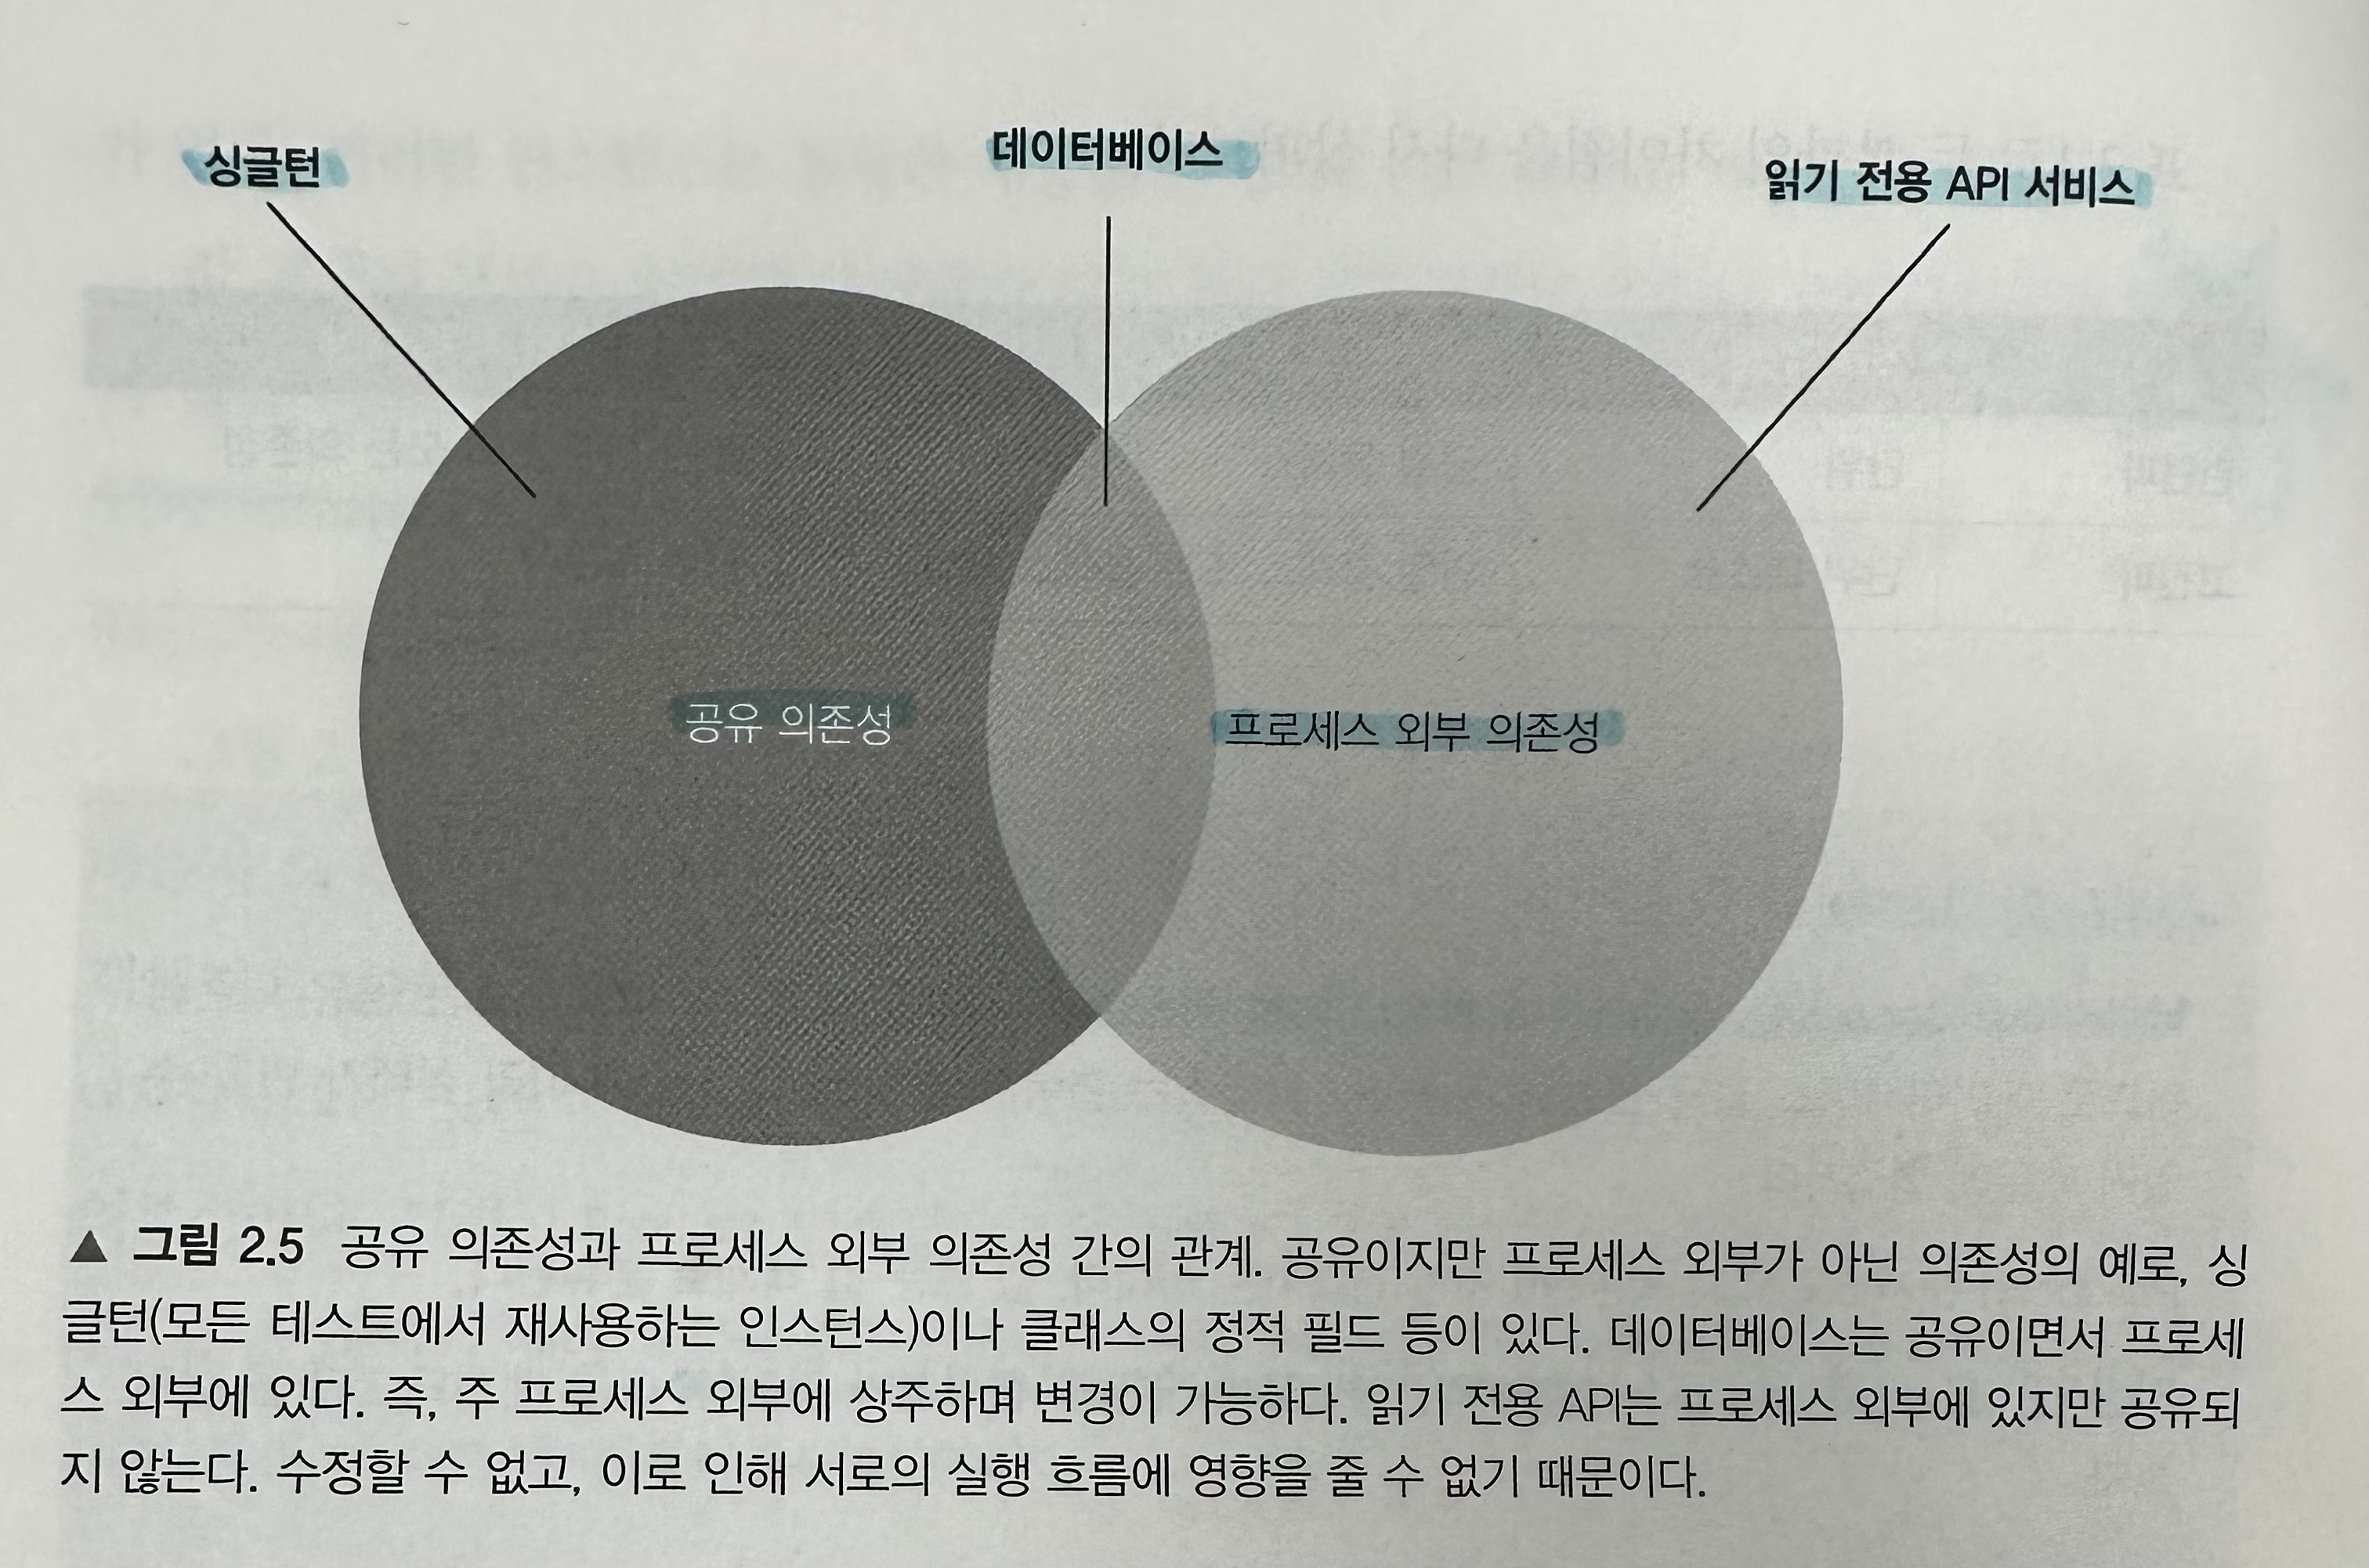 싱글턴
데이터베이스
읽기 전용 API 서비스
공유 의존성
프로세스 외부 의존성
▲ 그림 2.5 공유 의존성과 프로세스 외부 의존성 간의 관계. 공유이지만 프로세스 외부가 아닌 의존성의 예로, 싱
글턴(모든 테스트에서 재사용하는 인스턴스)이나 클래스의 정적 필드 등이 있다. 데이터베이스는 공유이면서 프로세
스 외부에 있다. 즉, 주 프로세스 외부에 상주하며 변경이 가능하다. 읽기 전용 API는 프로세스 외부에 있지만 공유되
지 않는다. 수정할 수 없고, 이로 인해 서로의 실행 흐름에 영향을 줄 수 없기 때문이다.